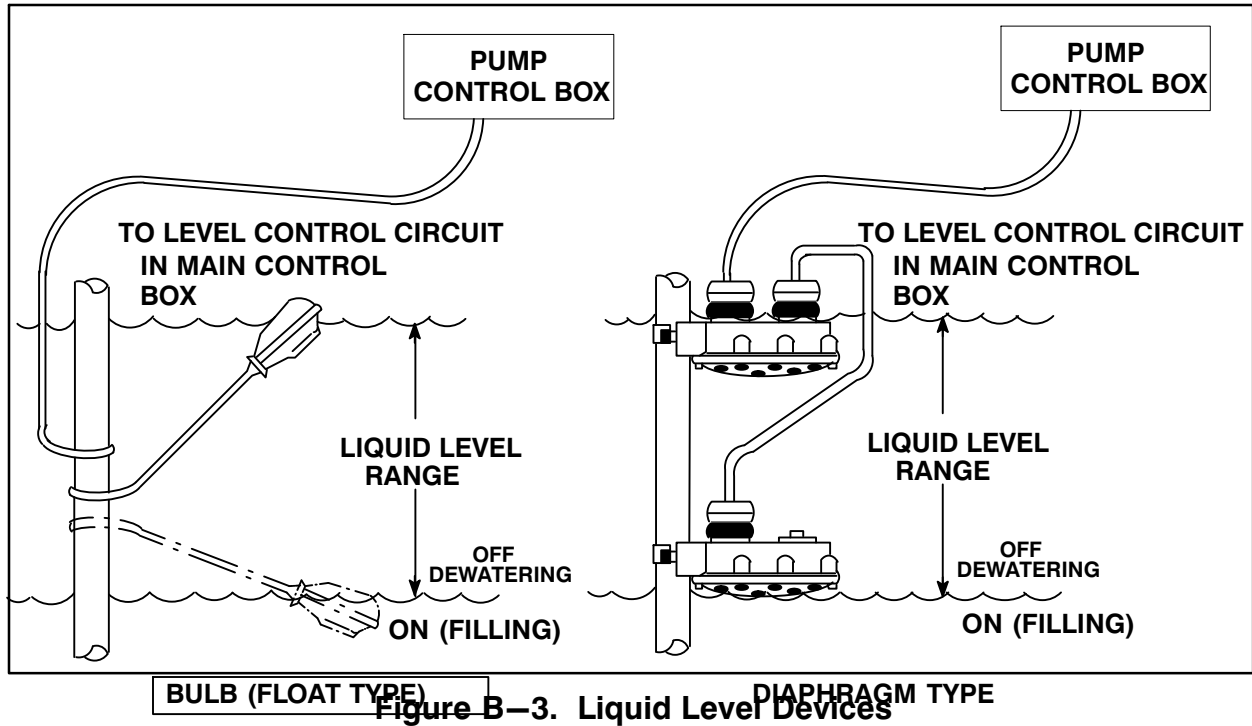 PUMP
CONTROL BOX
TO LEVEL CONTROL CIRCUIT
IN MAIN CONTROL
BOX
LIQUID LEVEL
RANGE
OFF
DEWATERING
ON (FILLING)
BULB (FLOAT TYPE)
PUMP
CONTROL BOX
TO LEVEL CONTROL CIRCUIT
IN MAIN CONTROL
BOX
LIQUID LEVEL
RANGE
OFF
DEWATERING
ON (FILLING)
DIAPHRAGM TYPE
Figure B—3. Liquid Level Devices